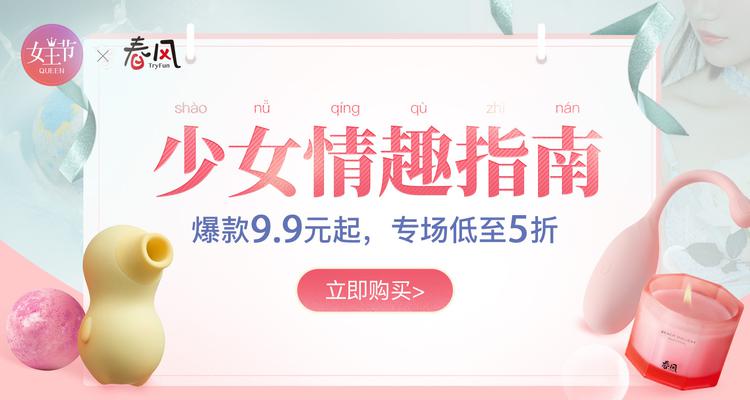 女王节
QUEEN
×
春风
TryFun
shào nǚ qíng qù zhǐ nán
少女情趣指南
爆款9.9元起，专场低至5折
立即购买>
春风